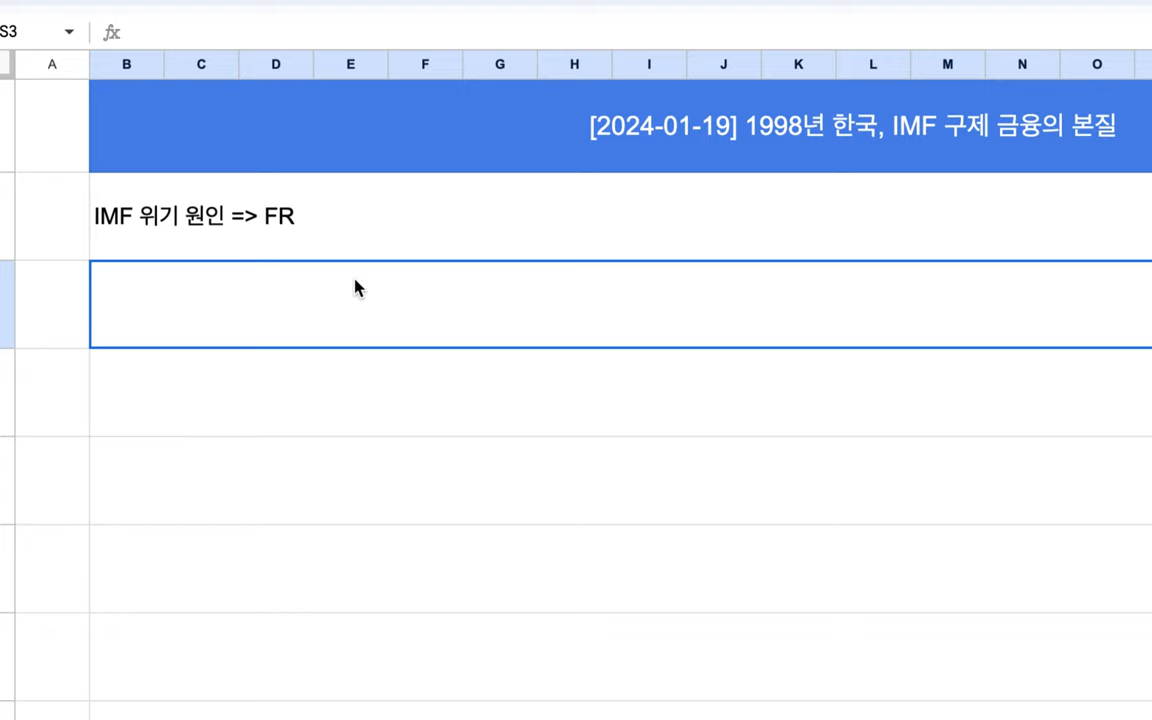 S3
fx
A B C D E F G H I J K L M N O
[2024-01-19] 1998년 한국, IMF 구제 금융의 본질
IMF 위기 원인 => FR